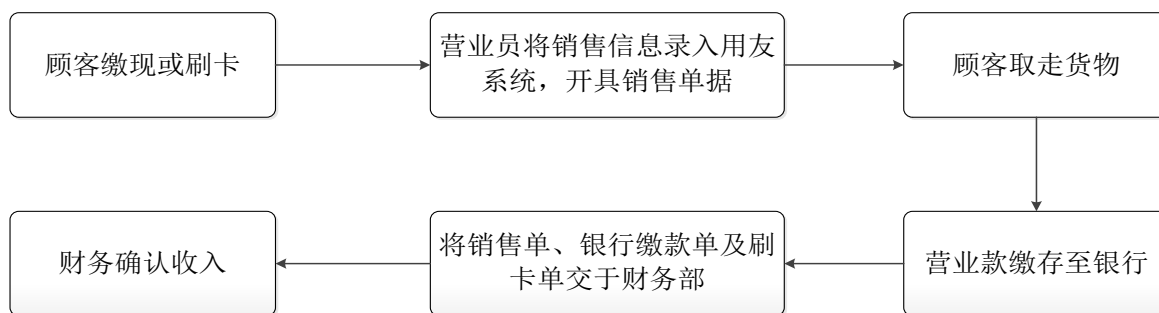 顾客缴现或刷卡
营业员将销售信息录入用友
系统，开具销售单据
顾客取走货物
营业款缴存至银行
将销售单、银行缴款单及刷
卡单交于财务部
财务确认收入